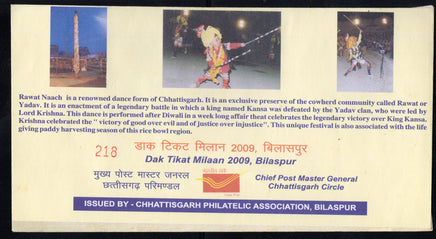 Rawat Naach is a renowned dance form of Chhattisgarh. It is an exclusive preserve of the cowherd community called Rawat or
Yadav. It is an enactment of a legendary battle in which a king named Kansa was defeated by the Yadav clan, who were led by
Lord Krishna. This dance is performed after Diwali in a week long affair theat celebrates the legendary victory over King Kansa.
Krishna celebrated the " victory of good over evil and of justice over injustice". This unique festival is also associated with the life
giving paddy harvesting season of this rice bowl region.
218
डाक टिकट मिलान 2009, बिलासपुर
Dak Tikat Milaan 2009, Bilaspur
मुख्य पोस्ट मास्टर जनरल
छत्तीसगढ़ परिमण्डल
Chief Post Master General
Chhattisgarh Circle
ISSUED BY - CHHATTISGARH PHILATELIC ASSOCIATION, BILASPUR